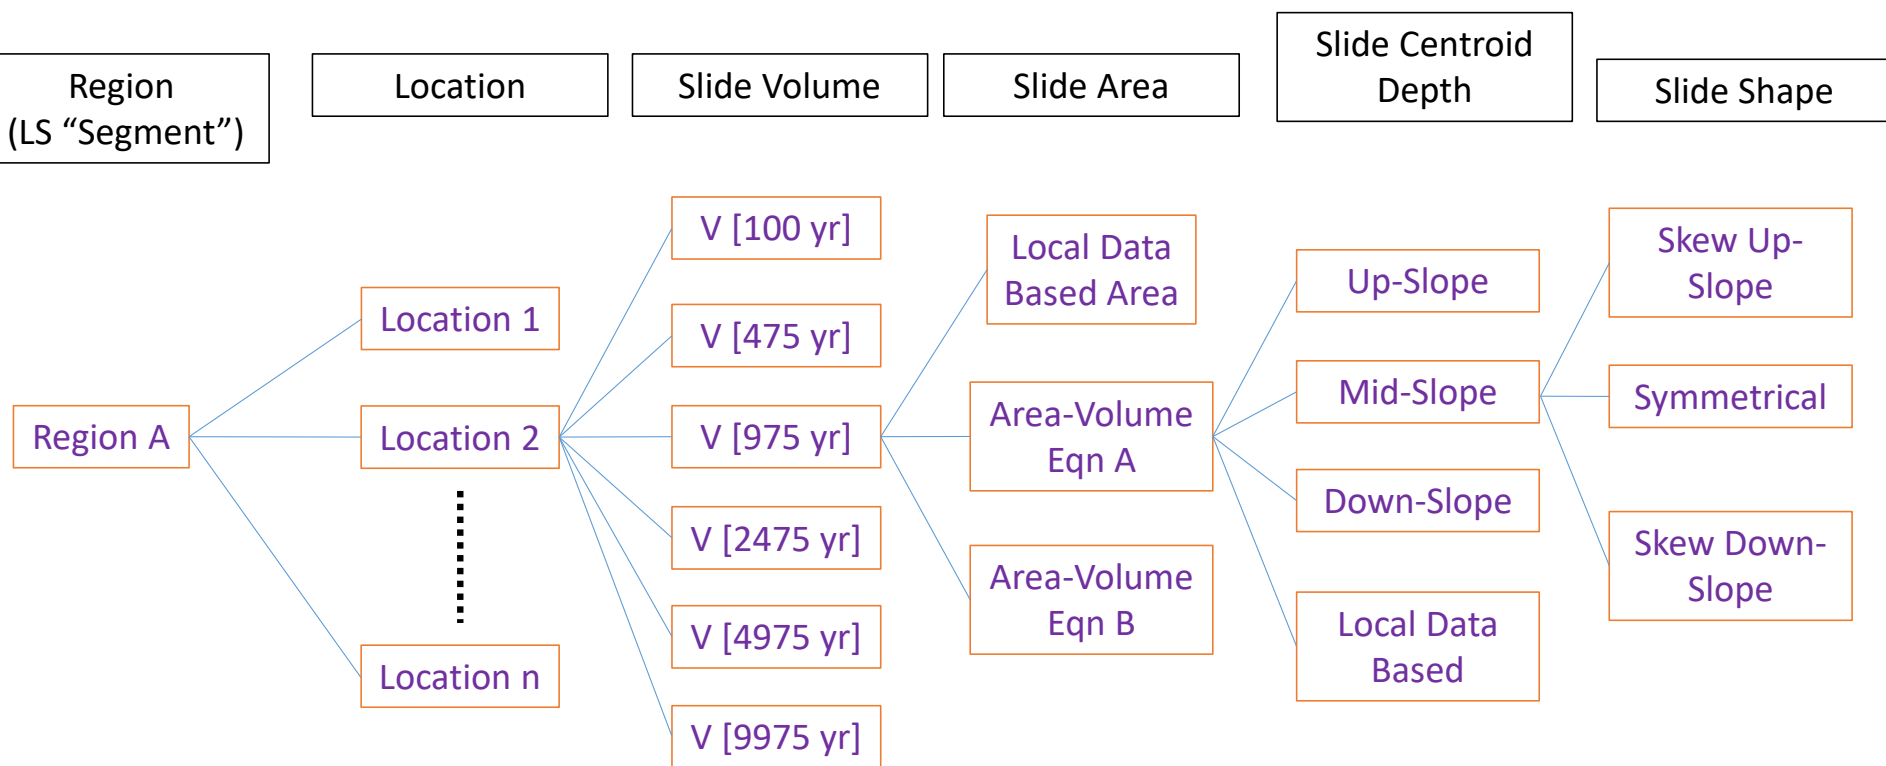 Region
(LS “Segment”)
Location
Slide Volume
Slide Area
Slide Centroid
Depth
Slide Shape
Region A
Location 1
Location 2
Location n
V [100 yr]
V [475 yr]
V [975 yr]
V [2475 yr]
V [4975 yr]
V [9975 yr]
Local Data
Based Area
Area-Volume
Eqn A
Area-Volume
Eqn B
Up-Slope
Mid-Slope
Down-Slope
Local Data
Based
Skew Up-
Slope
Symmetrical
Skew Down-
Slope